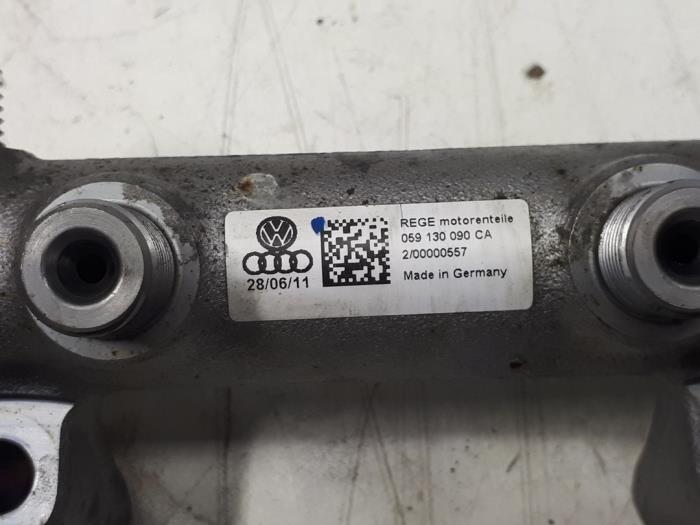 REGE motorenteile
059 130 090 CA
2/00000557
Made in Germany
28/06/11